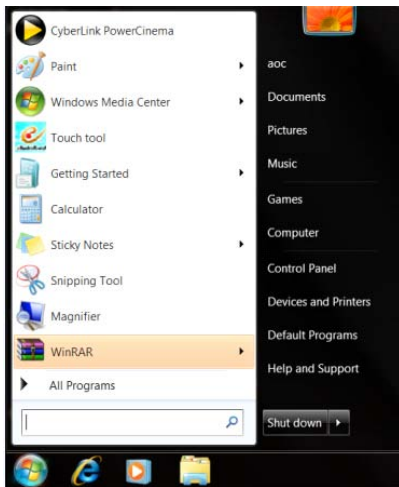 CyberLink PowerCinema
Paint
Windows Media Center
Touch tool
Getting Started
Calculator
Sticky Notes
Snipping Tool
Magnifier
WinRAR
All Programs
aoc
Documents
Pictures
Music
Games
Computer
Control Panel
Devices and Printers
Default Programs
Help and Support
Shut down